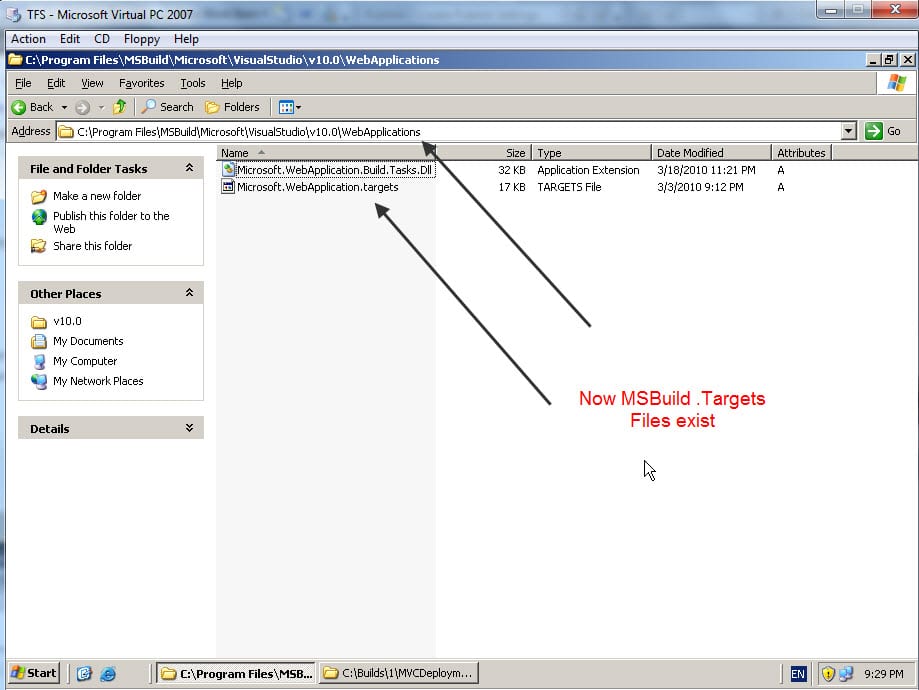 TFS - Microsoft Virtual PC 2007
Action Edit CD Floppy Help
C:\Program Files\MSBuild\Microsoft\VisualStudio\v10.0\WebApplications
File Edit View Favorites Tools Help
Back Search Folders
Address C:\Program Files\MSBuild\Microsoft\VisualStudio\v10.0\WebApplications Go
Name Size Type Date Modified Attributes
Microsoft.WebApplication.Build.Tasks.Dll 32 KB Application Extension 3/18/2010 11:21 PM A
Microsoft.WebApplication.targets 17 KB TARGETS File 3/3/2010 9:12 PM A
File and Folder Tasks
Make a new folder
Publish this folder to the
Web
Share this folder
Other Places
v10.0
My Documents
My Computer
My Network Places
Details
Now MSBuild .Targets
Files exist
Start C:\Program Files\MSB... C:\Builds\1\MVCDeploym... EN 9:29 PM